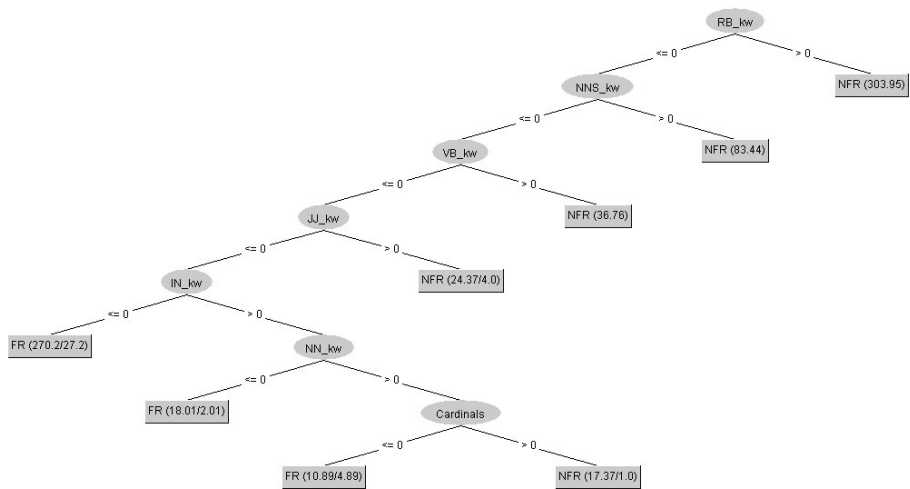 RB_kw
<= 0
> 0
NNS_kw
NFR (303.95)
<= 0
> 0
VB_kw
NFR (83.44)
<= 0
> 0
JJ_kw
NFR (36.76)
<= 0
> 0
IN_kw
NFR (24.37/4.0)
<= 0
> 0
FR (270.2/27.2)
NN_kw
<= 0
> 0
FR (18.01/2.01)
Cardinals
<= 0
> 0
FR (10.89/4.89)
NFR (17.37/1.0)